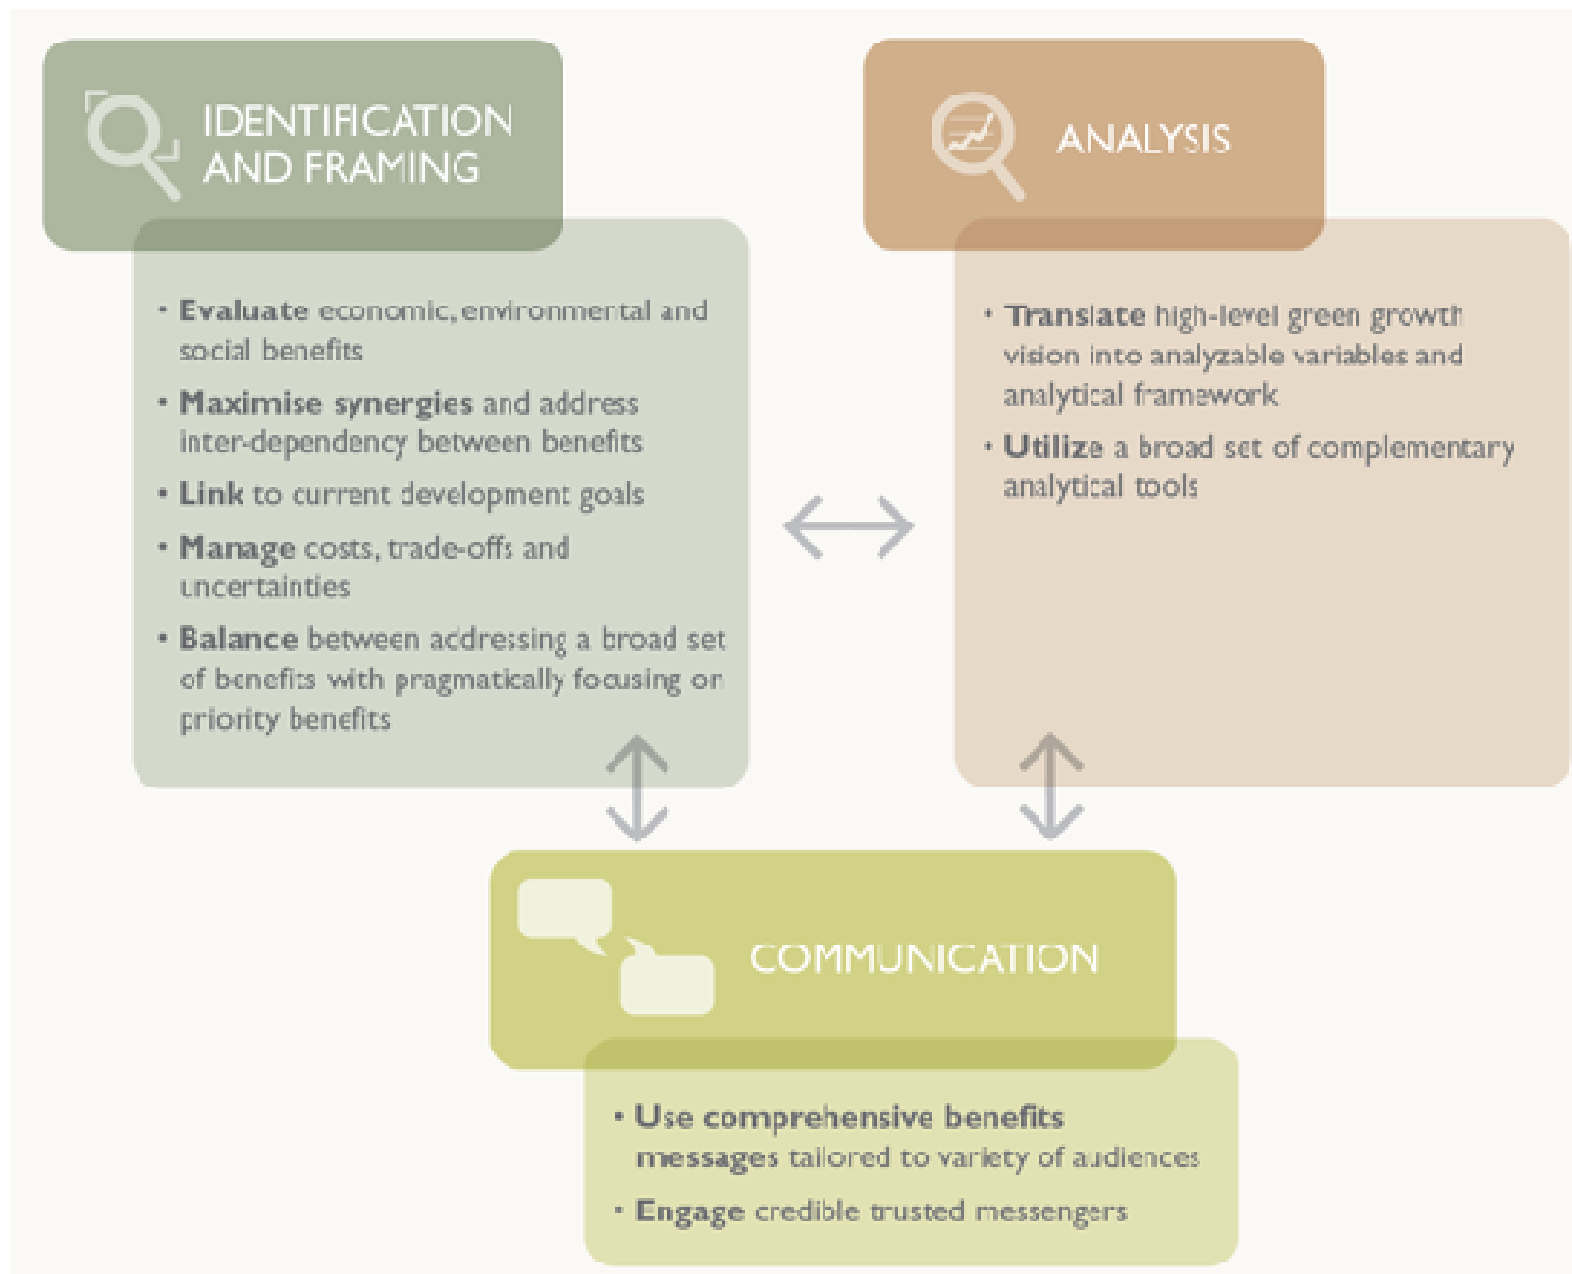 IDENTIFICATION
AND FRAMING
• Evaluate economic, environmental and
social benefits
• Maximise synergies and address
inter-dependency between benefits
• Link to current development goals
• Manage costs, trade-offs and
uncertainties
• Balance between addressing a broad set
of benefits with pragmatically focusing on
priority benefits
ANALYSIS
• Translate high-level green growth
vision into analyzable variables and
analytical framework
• Utilize a broad set of complementary
analytical tools
COMMUNICATION
• Use comprehensive benefits
messages tailored to variety of audiences
• Engage credible trusted messengers